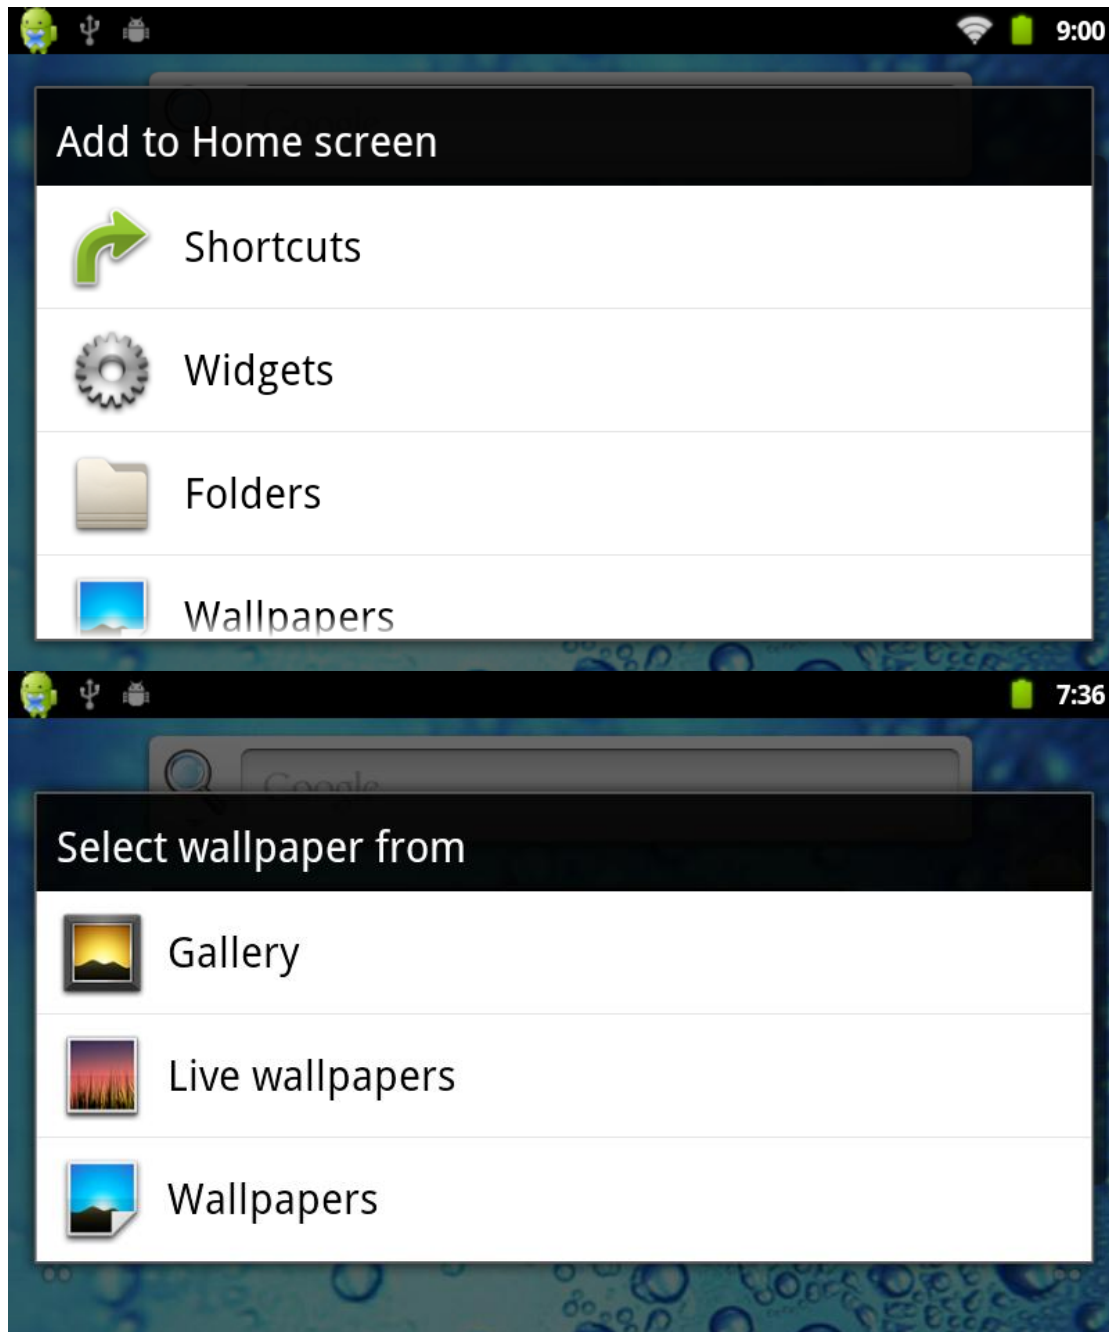 9:00
Add to Home screen
Shortcuts
Widgets
Folders
Wallpapers
7:36
Google
Select wallpaper from
Gallery
Live wallpapers
Wallpapers